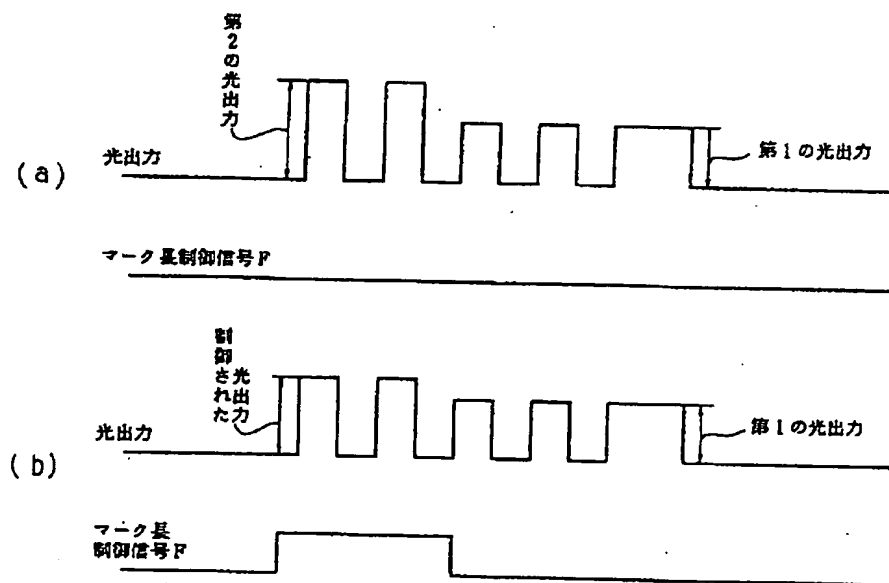 第2の光出力
光出力
第1の光出力
(a)
マーク長制御信号F
制御された
光出力
光出力
第1の光出力
(b)
マーク長
制御信号F